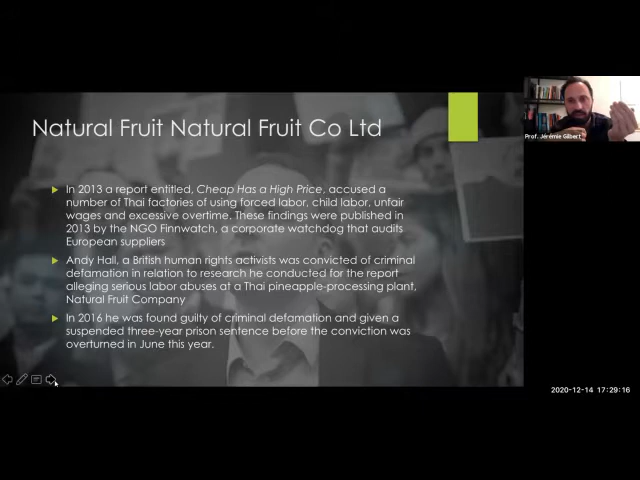 Natural Fruit Natural Fruit Co Ltd
In 2013 a report entitled, Cheap Has a High Price, accused a
number of Thai factories of using forced labor, child labor, unfair
wages and excessive overtime. These findings were published in
2013 by the NGO Finnwatch, a corporate watchdog that audits
European suppliers
Andy Hall, a British human rights activists was convicted of criminal
defamation in relation to research he conducted for the report
alleging serious labor abuses at a Thai pineapple-processing plant,
Natural Fruit Company
In 2016 he was found guilty of criminal defamation and given a
suspended three-year prison sentence before the conviction was
overturned in June this year.
Prof. Jérémie Gilbert
2020-12-14 17:29:16